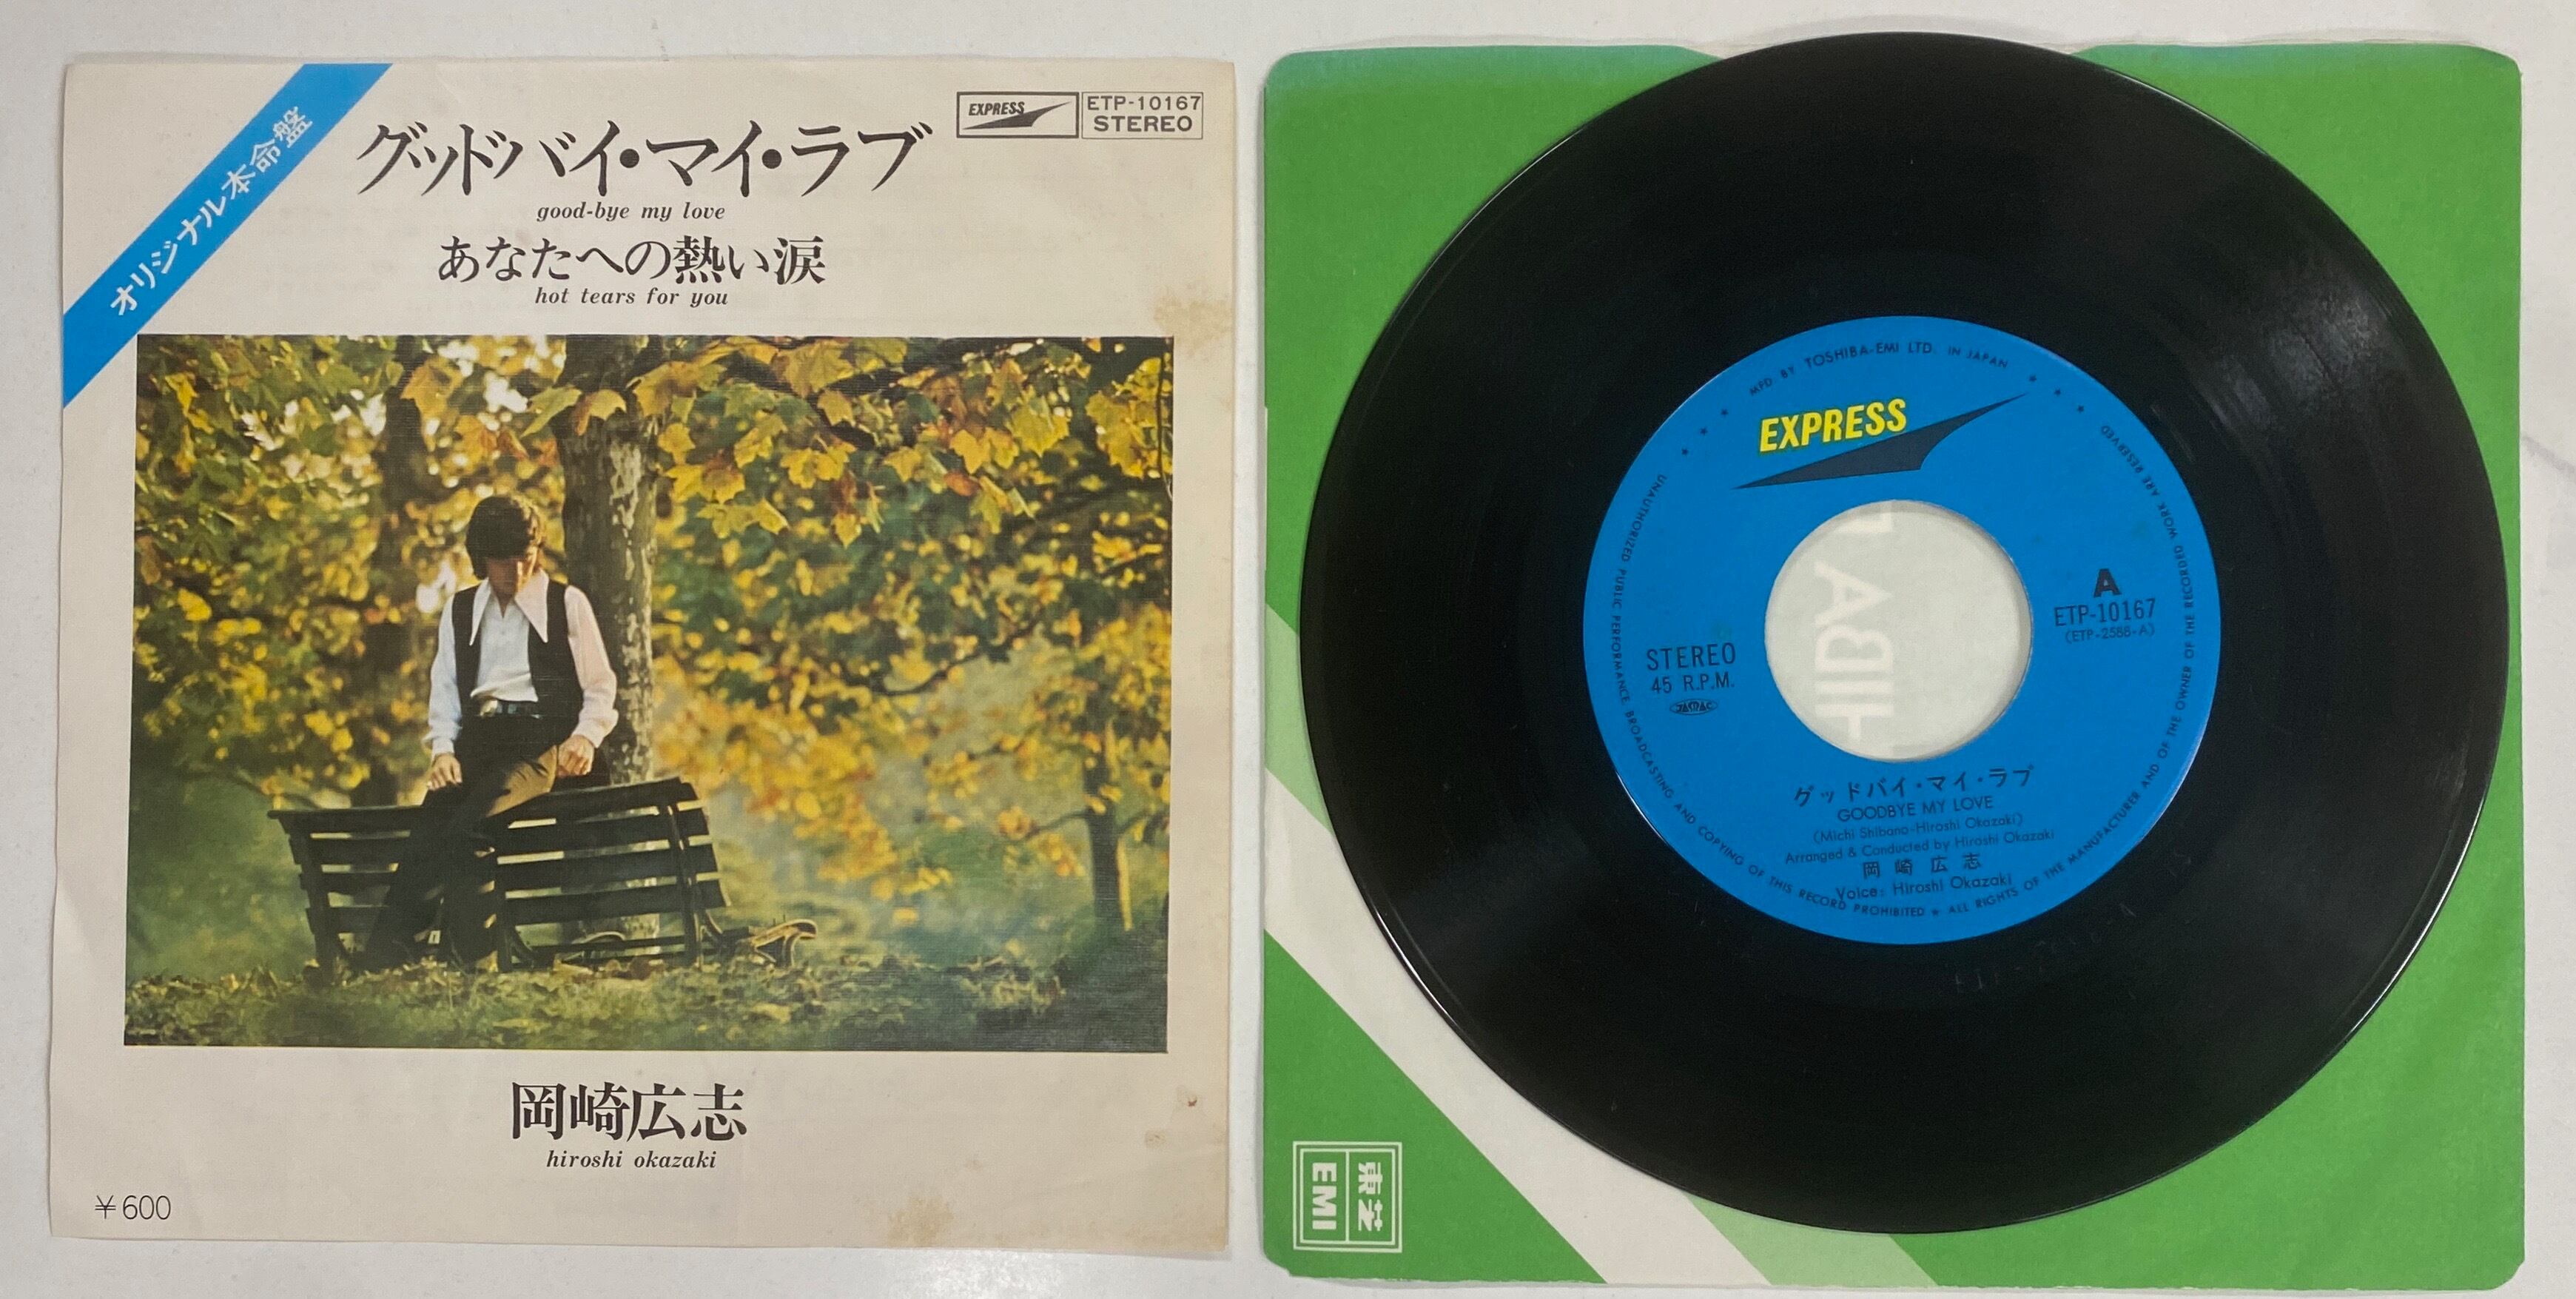 オリジナル本命盤
グッドバイ・マイ・ラブ
good-bye my love
あなたへの熱い涙
hot tears for you
EXPRESS
ETP-10167
STEREO
岡崎広志
hiroshi okazaki
￥600
MFD BY TOSHIBA-EMI LTD. IN JAPAN
EXPRESS
A
ETP-10167
(ETP-2588-A)
STEREO
45 R.P.M.
JASRAC
グッドバイ・マイ・ラブ
GOODBYE MY LOVE
(Michi Shibano-Hiroshi Okazaki)
Arranged & Conducted by Hiroshi Okazaki
岡崎広志
Voice: Hiroshi Okazaki
UNAUTHORIZED PUBLIC PERFORMANCE BROADCASTING AND COPYING OF THIS RECORD PROHIBITED ★ ALL RIGHTS OF THE MANUFACTURER AND OF THE OWNER OF THE RECORDED WORK ARE RESERVED
東芝
EMI